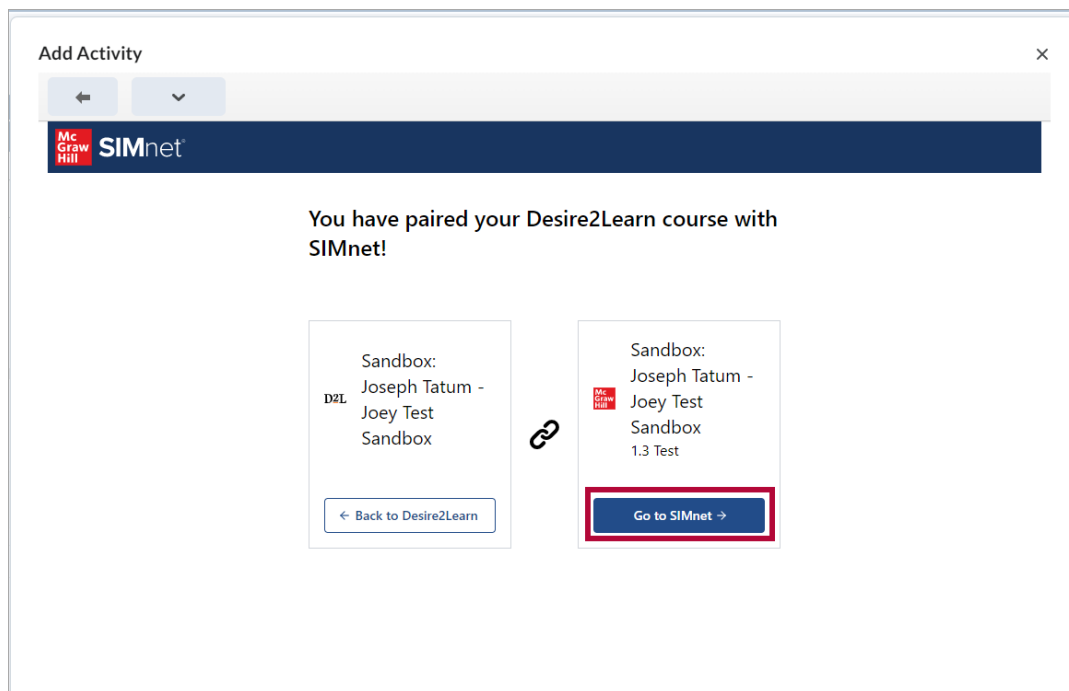 Add Activity
Mc
Graw
Hill
SIMnet
You have paired your Desire2Learn course with
SIMnet!
D2L
Sandbox:
Joseph Tatum -
Joey Test
Sandbox
← Back to Desire2Learn
Mc
Graw
Hill
Sandbox:
Joseph Tatum -
Joey Test
Sandbox
1.3 Test
Go to SIMnet →